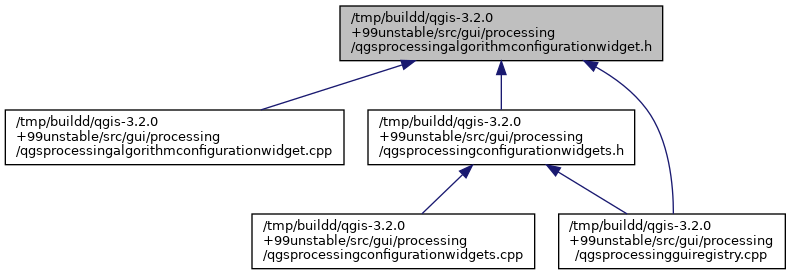 /tmp/buildd/qgis-3.2.0
+99unstable/src/gui/processing
/qgsprocessingalgorithmconfigurationwidget.h
/tmp/buildd/qgis-3.2.0
+99unstable/src/gui/processing
/qgsprocessingalgorithmconfigurationwidget.cpp
/tmp/buildd/qgis-3.2.0
+99unstable/src/gui/processing
/qgsprocessingconfigurationwidgets.h
/tmp/buildd/qgis-3.2.0
+99unstable/src/gui/processing
/qgsprocessingconfigurationwidgets.cpp
/tmp/buildd/qgis-3.2.0
+99unstable/src/gui/processing
/qgsprocessingguiregistry.cpp